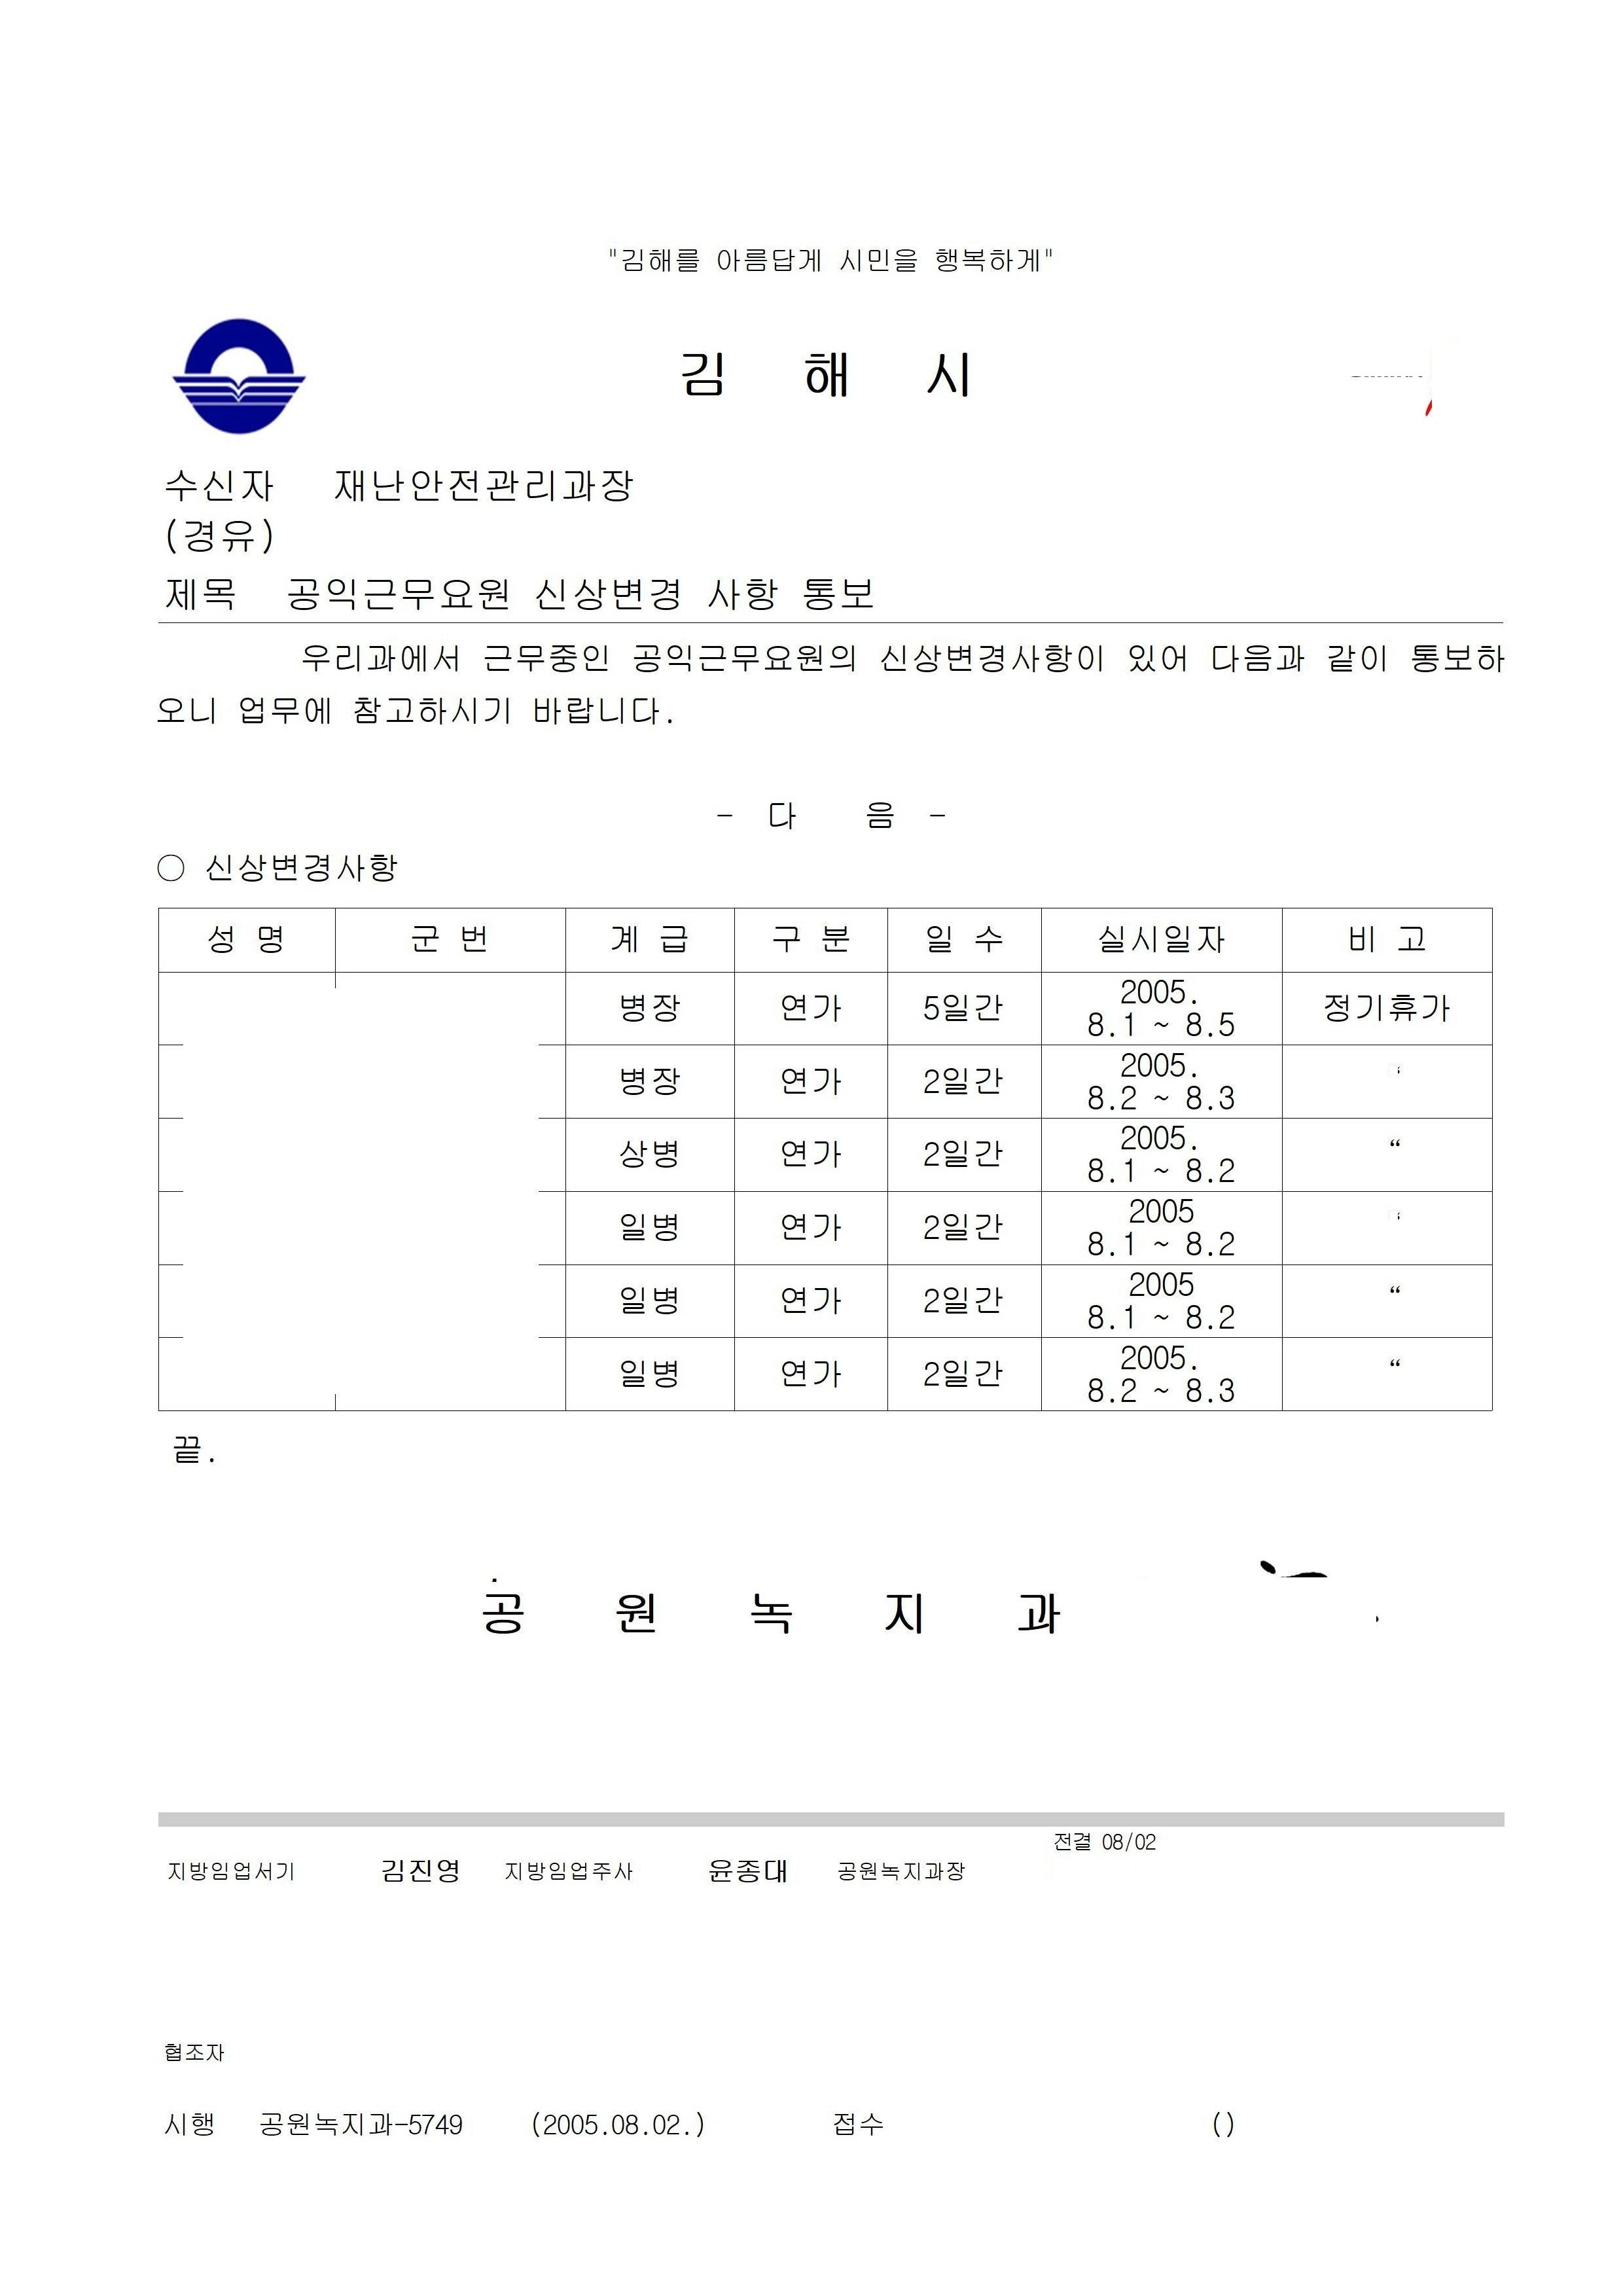 "김해를 아름답게 시민을 행복하게"
김 해 시
수신자 재난안전관리과장
(경유)
제목 공익근무요원 신상변경 사항 통보
우리과에서 근무중인 공익근무요원의 신상변경사항이 있어 다음과 같이 통보하
오니 업무에 참고하시기 바랍니다.
- 다 음 -
○ 신상변경사항
성 명 군 번 계 급 구 분 일 수 실시일자 비 고
병장 연가 5일간 2005. 8.1 ~ 8.5 정기휴가
병장 연가 2일간 2005. 8.2 ~ 8.3
상병 연가 2일간 2005. 8.1 ~ 8.2 “
일병 연가 2일간 2005 8.1 ~ 8.2
일병 연가 2일간 2005 8.1 ~ 8.2 “
일병 연가 2일간 2005. 8.2 ~ 8.3 “
끝.
공 원 녹 지 과
전결 08/02
지방임업서기 김진영 지방임업주사 윤종대 공원녹지과장
협조자
시행 공원녹지과-5749 (2005.08.02.) 접수 ()